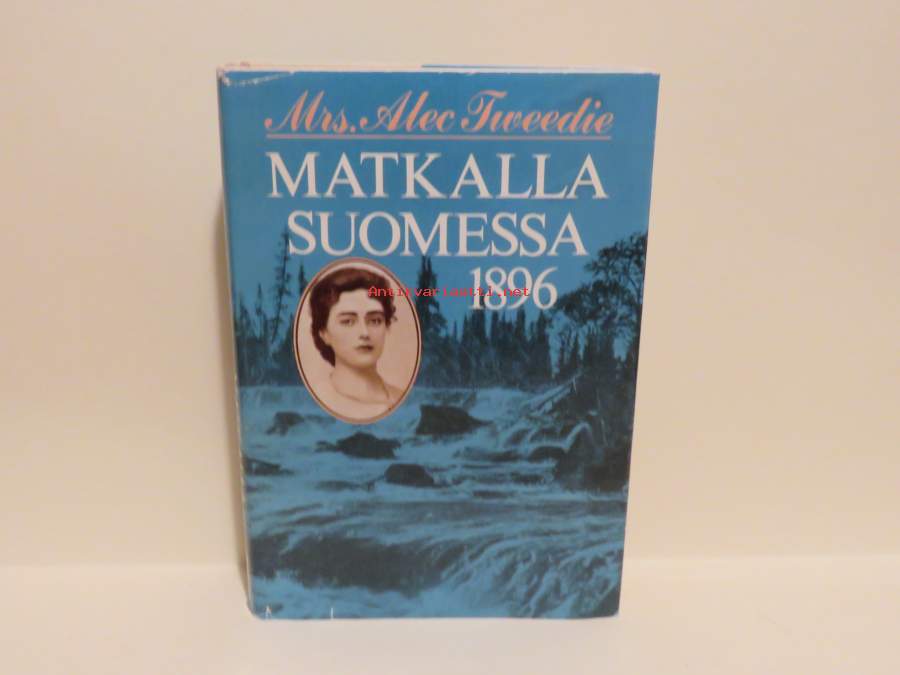 Mrs. Alec Tweedie
MATKALLA
SUOMESSA
1896
Antikvariaatti.net